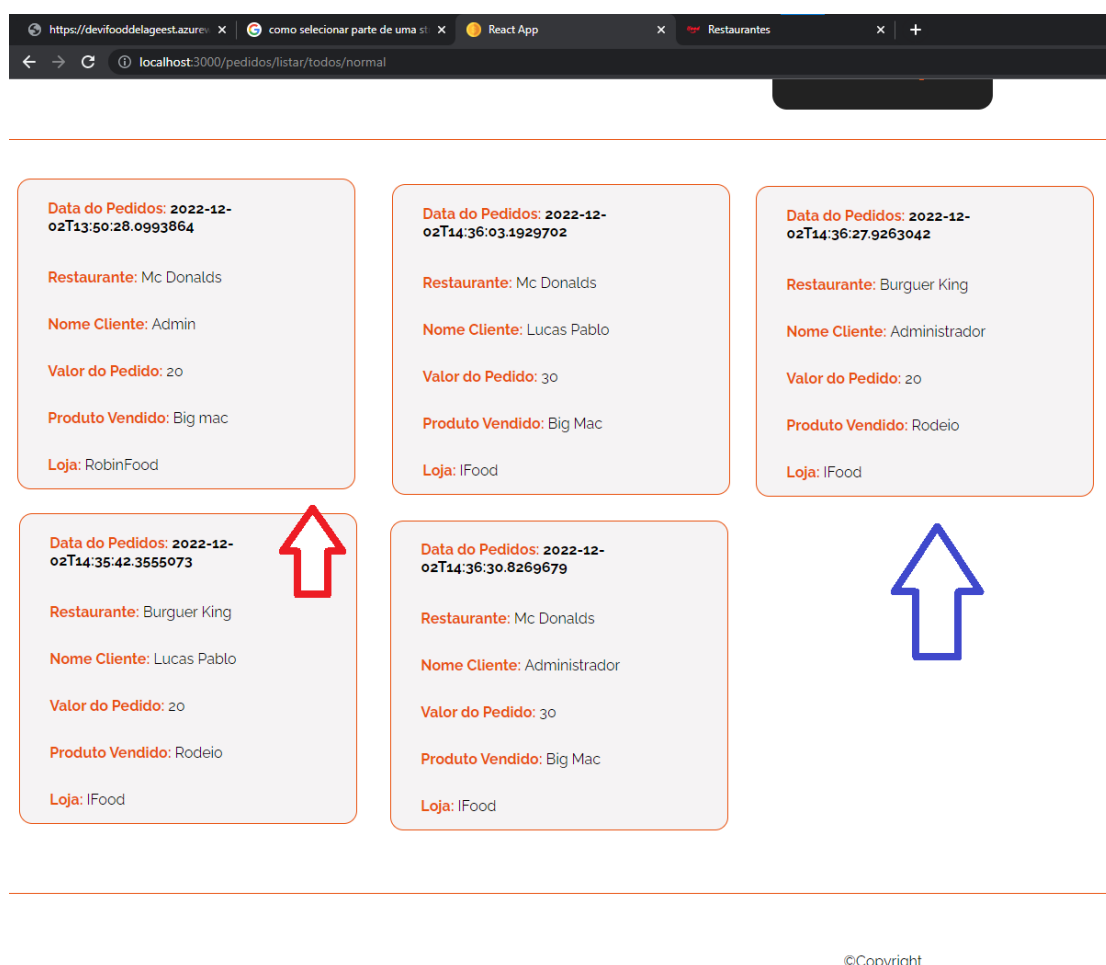 https://devifooddelageest.azurew
como selecionar parte de uma st
React App
Restaurantes
localhost:3000/pedidos/listar/todos/normal
Data do Pedidos: 2022-12-
02T13:50:28.0993864
Restaurante: Mc Donalds
Nome Cliente: Admin
Valor do Pedido: 20
Produto Vendido: Big mac
Loja: RobinFood
Data do Pedidos: 2022-12-
02T14:36:03.1929702
Restaurante: Mc Donalds
Nome Cliente: Lucas Pablo
Valor do Pedido: 30
Produto Vendido: Big Mac
Loja: IFood
Data do Pedidos: 2022-12-
02T14:36:27.9263042
Restaurante: Burguer King
Nome Cliente: Administrador
Valor do Pedido: 20
Produto Vendido: Rodeio
Loja: IFood
Data do Pedidos: 2022-12-
02T14:35:42.3555073
Restaurante: Burguer King
Nome Cliente: Lucas Pablo
Valor do Pedido: 20
Produto Vendido: Rodeio
Loja: IFood
Data do Pedidos: 2022-12-
02T14:36:30.8269679
Restaurante: Mc Donalds
Nome Cliente: Administrador
Valor do Pedido: 30
Produto Vendido: Big Mac
Loja: IFood
©Copyright